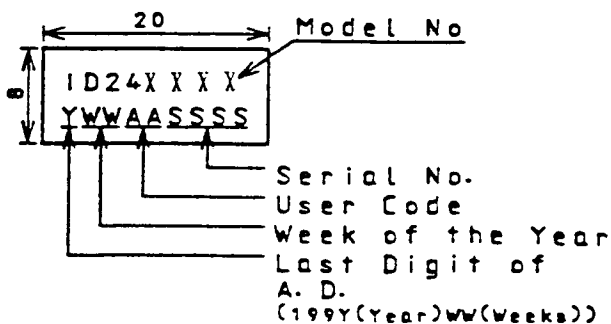 20
Model No
8
1D24XXXX
YWWAASSSS
Serial No.
User Code
Week of the Year
Last Digit of
A. D.
(199Y(Year)WW(Weeks))